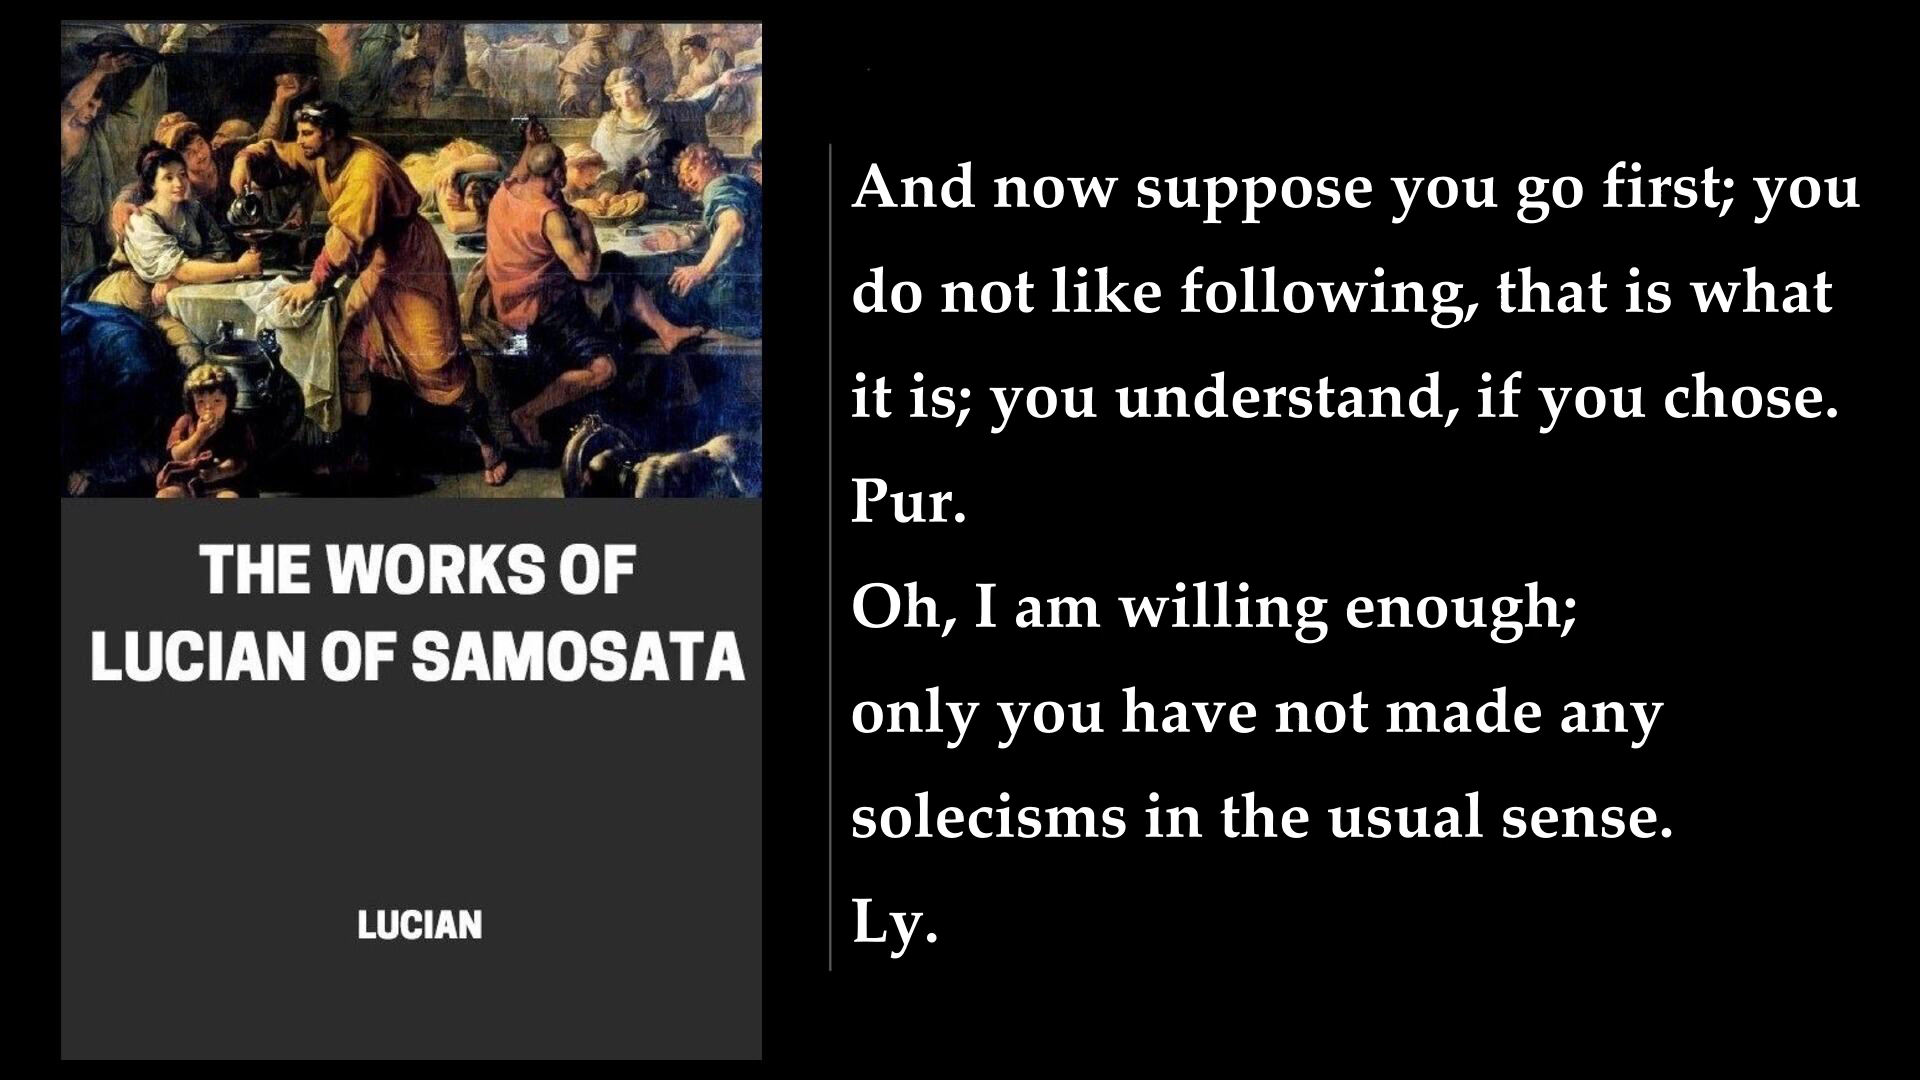 THE WORKS OF
LUCIAN OF SAMOSATA
LUCIAN
And now suppose you go first; you
do not like following, that is what
it is; you understand, if you chose.
Pur.
Oh, I am willing enough;
only you have not made any
solecisms in the usual sense.
Ly.